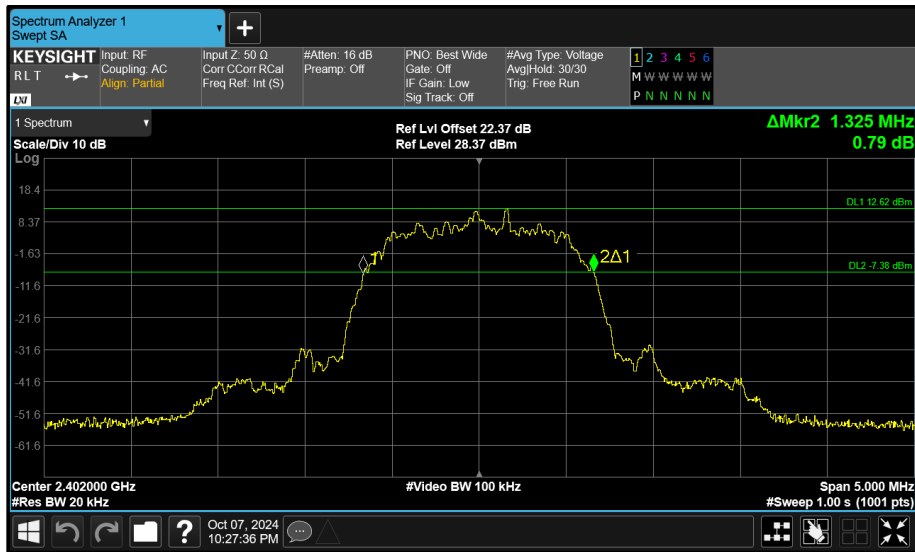 Spectrum Analyzer 1
Swept SA
+
KEYSIGHT
R L T
LXI
Input: RF
Coupling: AC
Align: Partial
Input Z: 50 Ω
Corr CCorr RCal
Freq Ref: Int (S)
#Atten: 16 dB
Preamp: Off
PNO: Best Wide
Gate: Off
IF Gain: Low
Sig Track: Off
#Avg Type: Voltage
Avg|Hold: 30/30
Trig: Free Run
1 2 3 4 5 6
M W W W W W
P N N N N N
1 Spectrum
Scale/Div 10 dB
Log
Ref Lvl Offset 22.37 dB
Ref Level 28.37 dBm
ΔMkr2 1.325 MHz
0.79 dB
18.4
DL1 12.62 dBm
8.37
-1.63
1
2Δ1
DL2 -7.38 dBm
-11.6
-21.6
-31.6
-41.6
-51.6
-61.6
Center 2.402000 GHz
#Video BW 100 kHz
Span 5.000 MHz
#Res BW 20 kHz
#Sweep 1.00 s (1001 pts)
?
Oct 07, 2024
10:27:36 PM